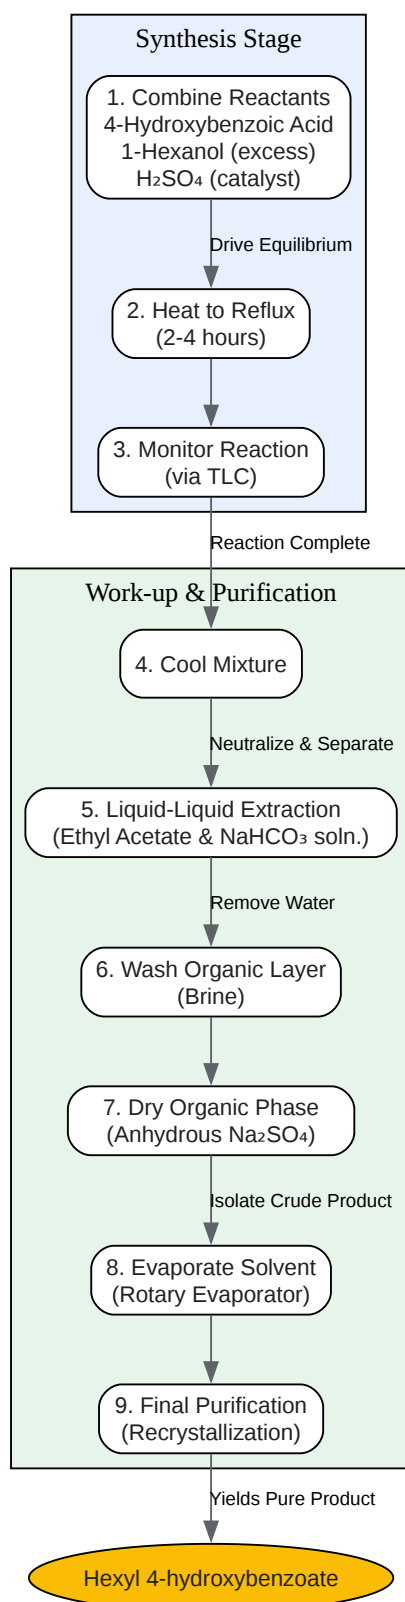 Synthesis Stage
1. Combine Reactants
4-Hydroxybenzoic Acid
1-Hexanol (excess)
H₂SO₄ (catalyst)
Drive Equilibrium
2. Heat to Reflux
(2-4 hours)
3. Monitor Reaction
(via TLC)
Reaction Complete
Work-up & Purification
4. Cool Mixture
Neutralize & Separate
5. Liquid-Liquid Extraction
(Ethyl Acetate & NaHCO₃ soln.)
Remove Water
6. Wash Organic Layer
(Brine)
7. Dry Organic Phase
(Anhydrous Na₂SO₄)
Isolate Crude Product
8. Evaporate Solvent
(Rotary Evaporator)
9. Final Purification
(Recrystallization)
Yields Pure Product
Hexyl 4-hydroxybenzoate